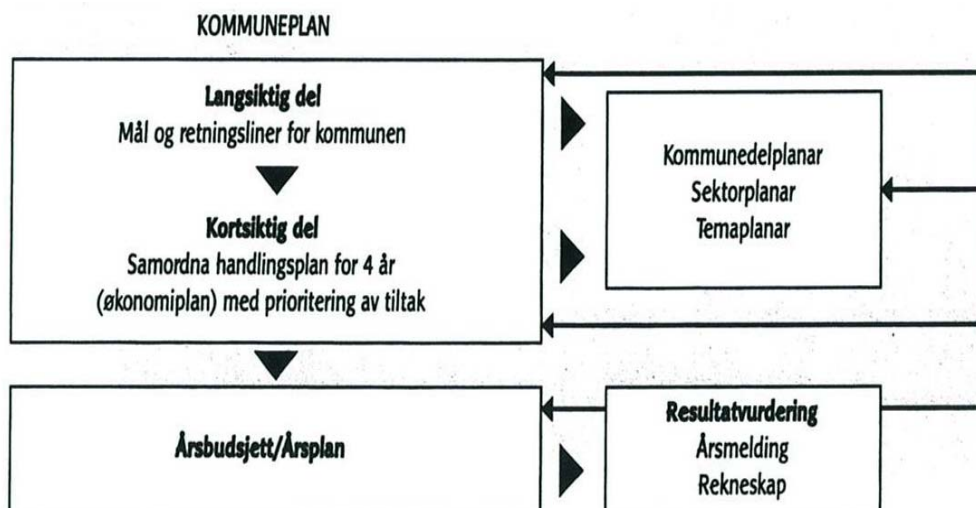 KOMMUNEPLAN
Langsiktig del
Mål og retningsliner for kommunen
Kortsiktig del
Samordna handlingsplan for 4 år
(økonomiplan) med prioritering av tiltak
Kommunedelplanar
Sektorplanar
Temaplanar
Årsbudsjett/Årsplan
Resultatvurdering
Årsmelding
Rekneskap